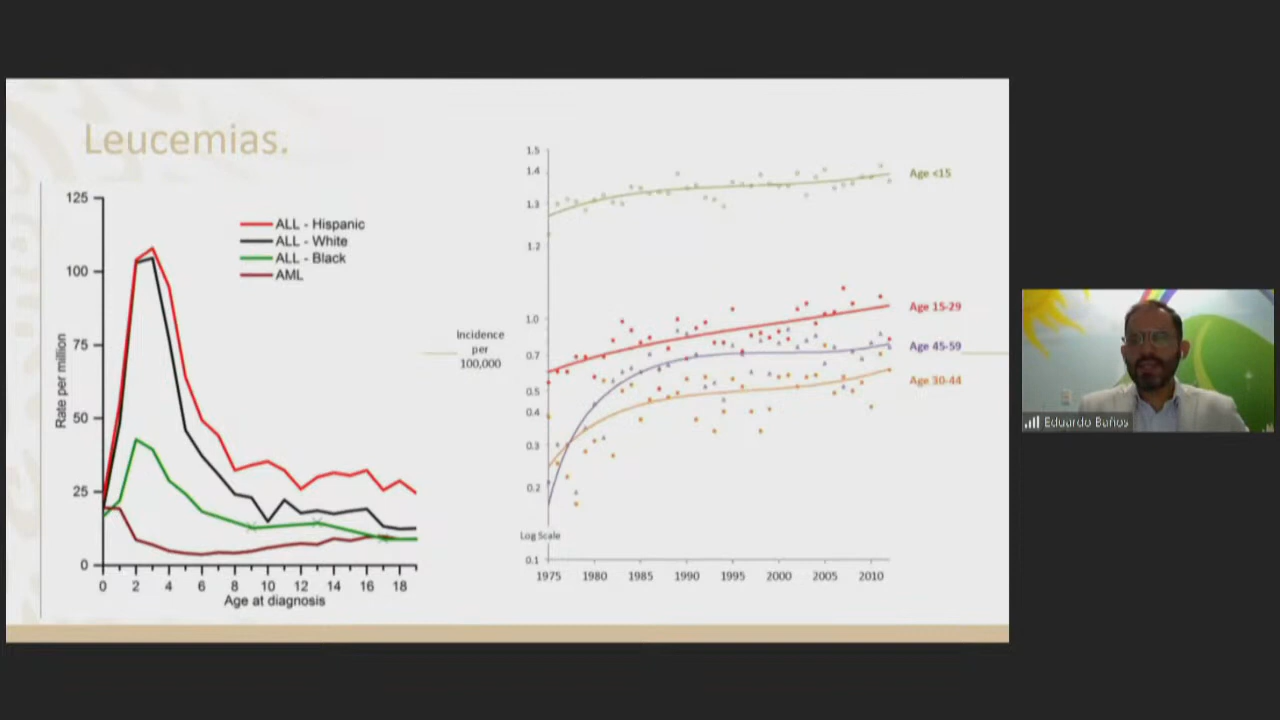 Leucemias.
125
100
75
50
25
0
Rate per million
ALL - Hispanic
ALL - White
ALL - Black
AML
0 2 4 6 8 10 12 14 16 18
Age at diagnosis
1.5
1.4
1.3
1.2
1.0
0.7
0.5
0.4
0.3
0.2
0.1
Incidence
per
100,000
Log Scale
1975 1980 1985 1990 1995 2000 2005 2010
Age <15
Age 15-29
Age 45-59
Age 30-44
Eduardo Baños